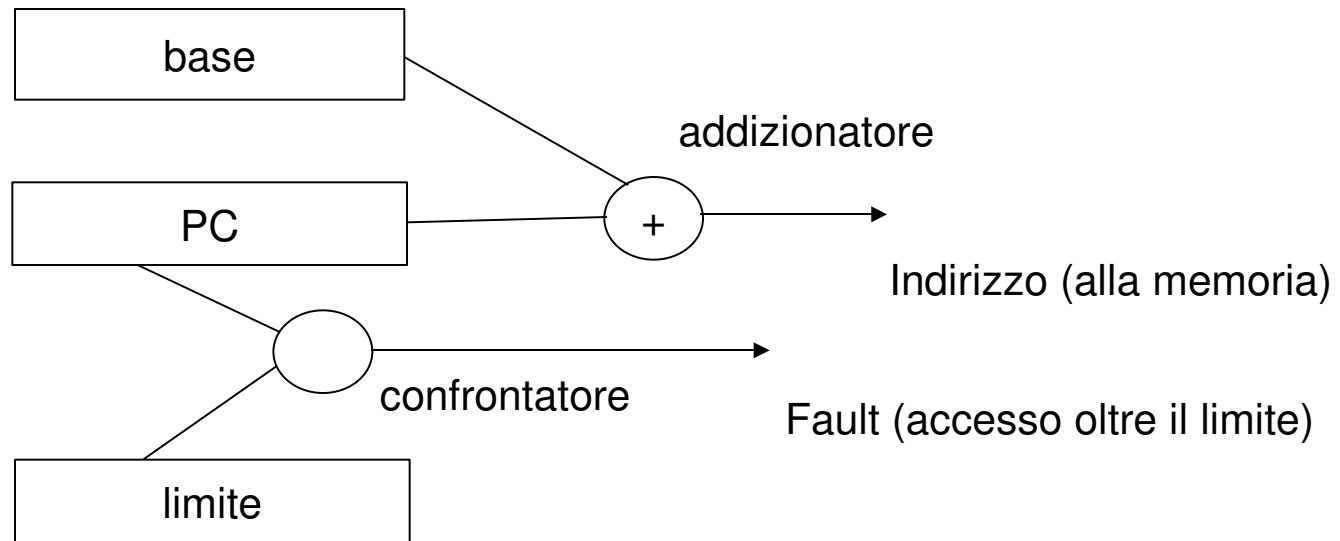 base
addizionatore
PC
+
Indirizzo (alla memoria)
confrontatore
Fault (accesso oltre il limite)
limite